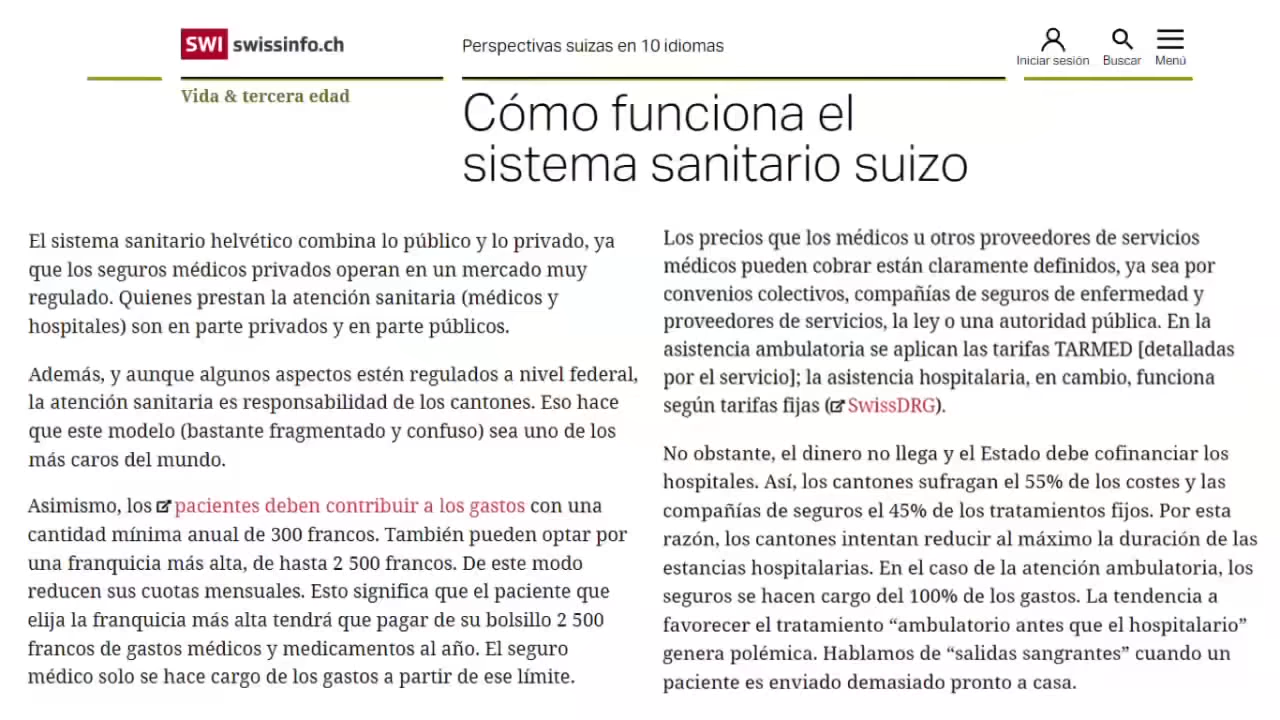 SWI swissinfo.ch
Perspectivas suizas en 10 idiomas
Iniciar sesión
Buscar
Menú
Vida & tercera edad
Cómo funciona el
sistema sanitario suizo
El sistema sanitario helvético combina lo público y lo privado, ya
que los seguros médicos privados operan en un mercado muy
regulado. Quienes prestan la atención sanitaria (médicos y
hospitales) son en parte privados y en parte públicos.
Además, y aunque algunos aspectos estén regulados a nivel federal,
la atención sanitaria es responsabilidad de los cantones. Eso hace
que este modelo (bastante fragmentado y confuso) sea uno de los
más caros del mundo.
Asimismo, los pacientes deben contribuir a los gastos con una
cantidad mínima anual de 300 francos. También pueden optar por
una franquicia más alta, de hasta 2 500 francos. De este modo
reducen sus cuotas mensuales. Esto significa que el paciente que
elija la franquicia más alta tendrá que pagar de su bolsillo 2 500
francos de gastos médicos y medicamentos al año. El seguro
médico solo se hace cargo de los gastos a partir de ese límite.
Los precios que los médicos u otros proveedores de servicios
médicos pueden cobrar están claramente definidos, ya sea por
convenios colectivos, compañías de seguros de enfermedad y
proveedores de servicios, la ley o una autoridad pública. En la
asistencia ambulatoria se aplican las tarifas TARMED [detalladas
por el servicio]; la asistencia hospitalaria, en cambio, funciona
según tarifas fijas (SwissDRG).
No obstante, el dinero no llega y el Estado debe cofinanciar los
hospitales. Así, los cantones sufragan el 55% de los costes y las
compañías de seguros el 45% de los tratamientos fijos. Por esta
razón, los cantones intentan reducir al máximo la duración de las
estancias hospitalarias. En el caso de la atención ambulatoria, los
seguros se hacen cargo del 100% de los gastos. La tendencia a
favorecer el tratamiento “ambulatorio antes que el hospitalario”
genera polémica. Hablamos de “salidas sangrantes” cuando un
paciente es enviado demasiado pronto a casa.